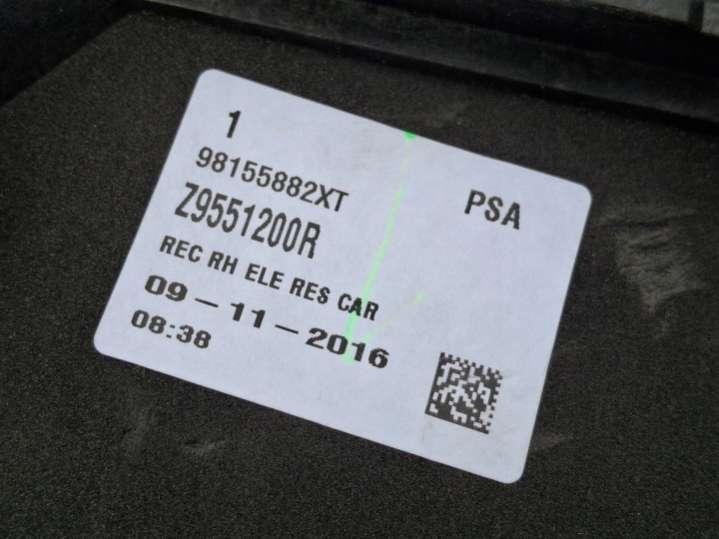 1
98155882XT
PSA
Z9551200R
REC RH ELE RES CAR
09-11-2016
08:38